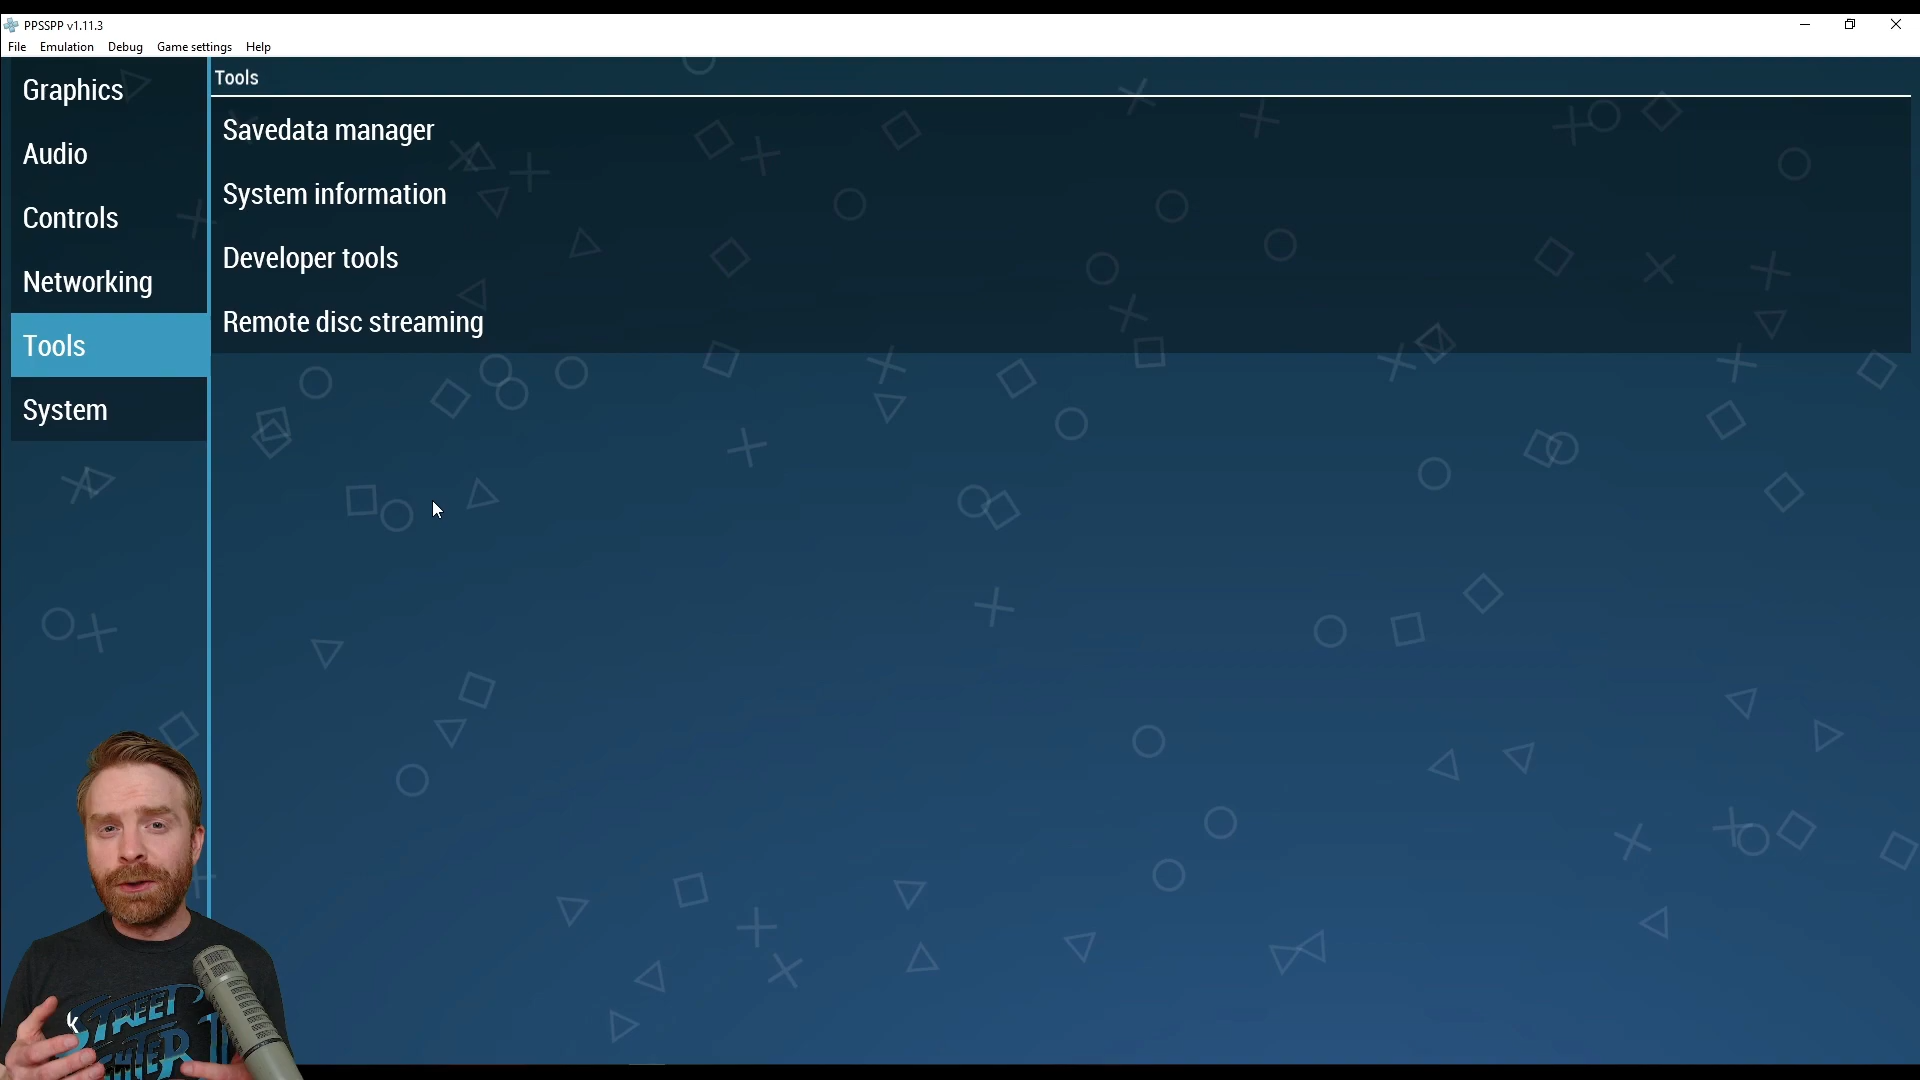 PPSSPP v1.11.3
File Emulation Debug Game settings Help
Graphics
Audio
Controls
Networking
Tools
System
Tools
Savedata manager
System information
Developer tools
Remote disc streaming
STREET